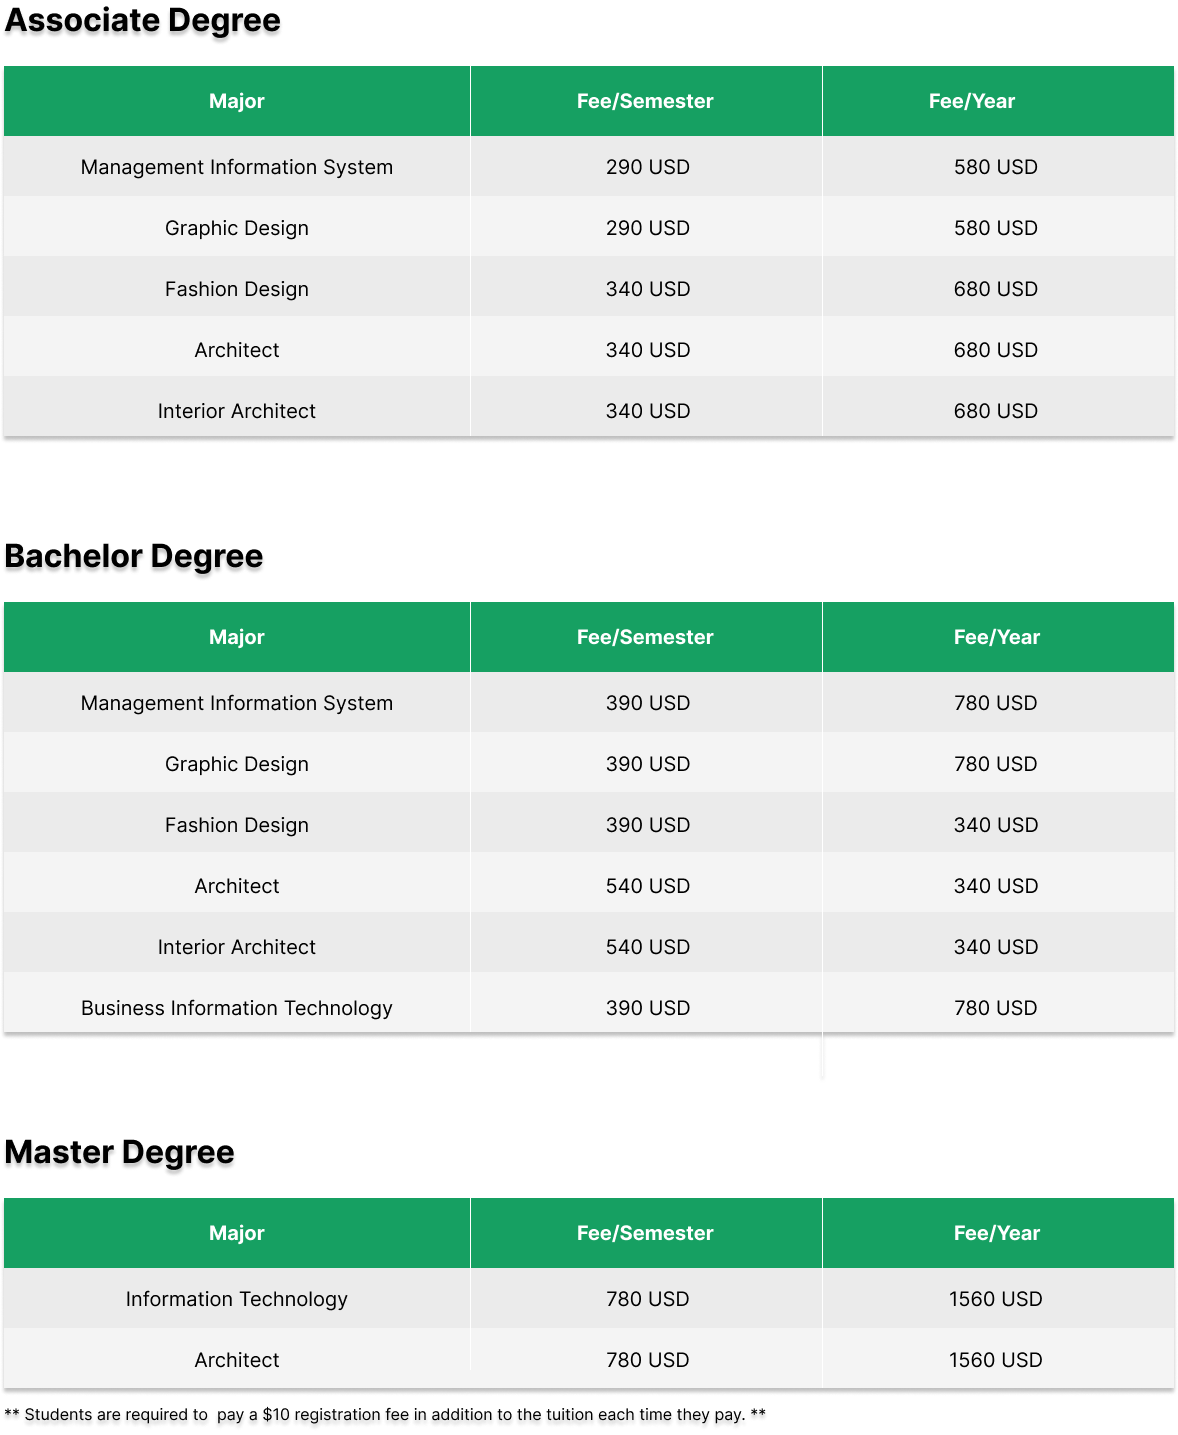 Associate Degree
Major Fee/Semester Fee/Year
Management Information System 290 USD 580 USD
Graphic Design 290 USD 580 USD
Fashion Design 340 USD 680 USD
Architect 340 USD 680 USD
Interior Architect 340 USD 680 USD
Bachelor Degree
Major Fee/Semester Fee/Year
Management Information System 390 USD 780 USD
Graphic Design 390 USD 780 USD
Fashion Design 390 USD 340 USD
Architect 540 USD 340 USD
Interior Architect 540 USD 340 USD
Business Information Technology 390 USD 780 USD
Master Degree
Major Fee/Semester Fee/Year
Information Technology 780 USD 1560 USD
Architect 780 USD 1560 USD
** Students are required to  pay a $10 registration fee in addition to the tuition each time they pay. **